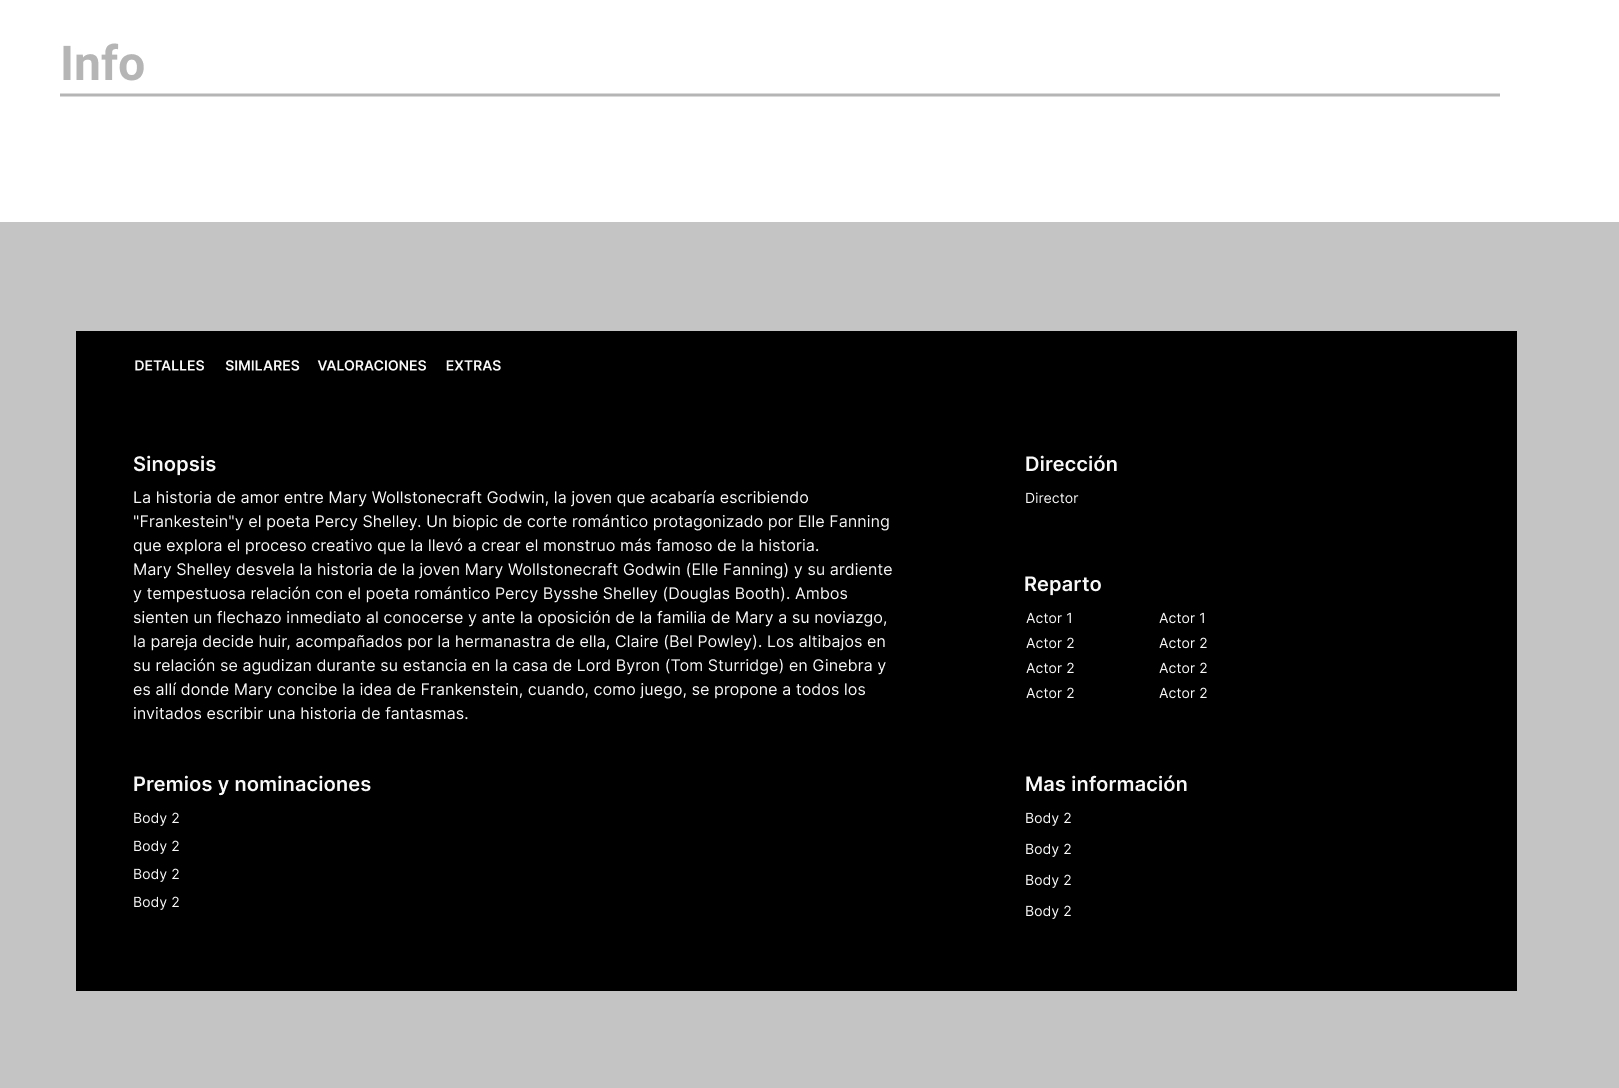 Info
DETALLES SIMILARES VALORACIONES EXTRAS
Sinopsis
La historia de amor entre Mary Wollstonecraft Godwin, la joven que acabaría escribiendo
"Frankestein"y el poeta Percy Shelley. Un biopic de corte romántico protagonizado por Elle Fanning
que explora el proceso creativo que la llevó a crear el monstruo más famoso de la historia.
Mary Shelley desvela la historia de la joven Mary Wollstonecraft Godwin (Elle Fanning) y su ardiente
y tempestuosa relación con el poeta romántico Percy Bysshe Shelley (Douglas Booth). Ambos
sienten un flechazo inmediato al conocerse y ante la oposición de la familia de Mary a su noviazgo,
la pareja decide huir, acompañados por la hermanastra de ella, Claire (Bel Powley). Los altibajos en
su relación se agudizan durante su estancia en la casa de Lord Byron (Tom Sturridge) en Ginebra y
es allí donde Mary concibe la idea de Frankenstein, cuando, como juego, se propone a todos los
invitados escribir una historia de fantasmas.
Dirección
Director
Reparto
Actor 1 Actor 1
Actor 2 Actor 2
Actor 2 Actor 2
Actor 2 Actor 2
Premios y nominaciones
Body 2
Body 2
Body 2
Body 2
Mas información
Body 2
Body 2
Body 2
Body 2